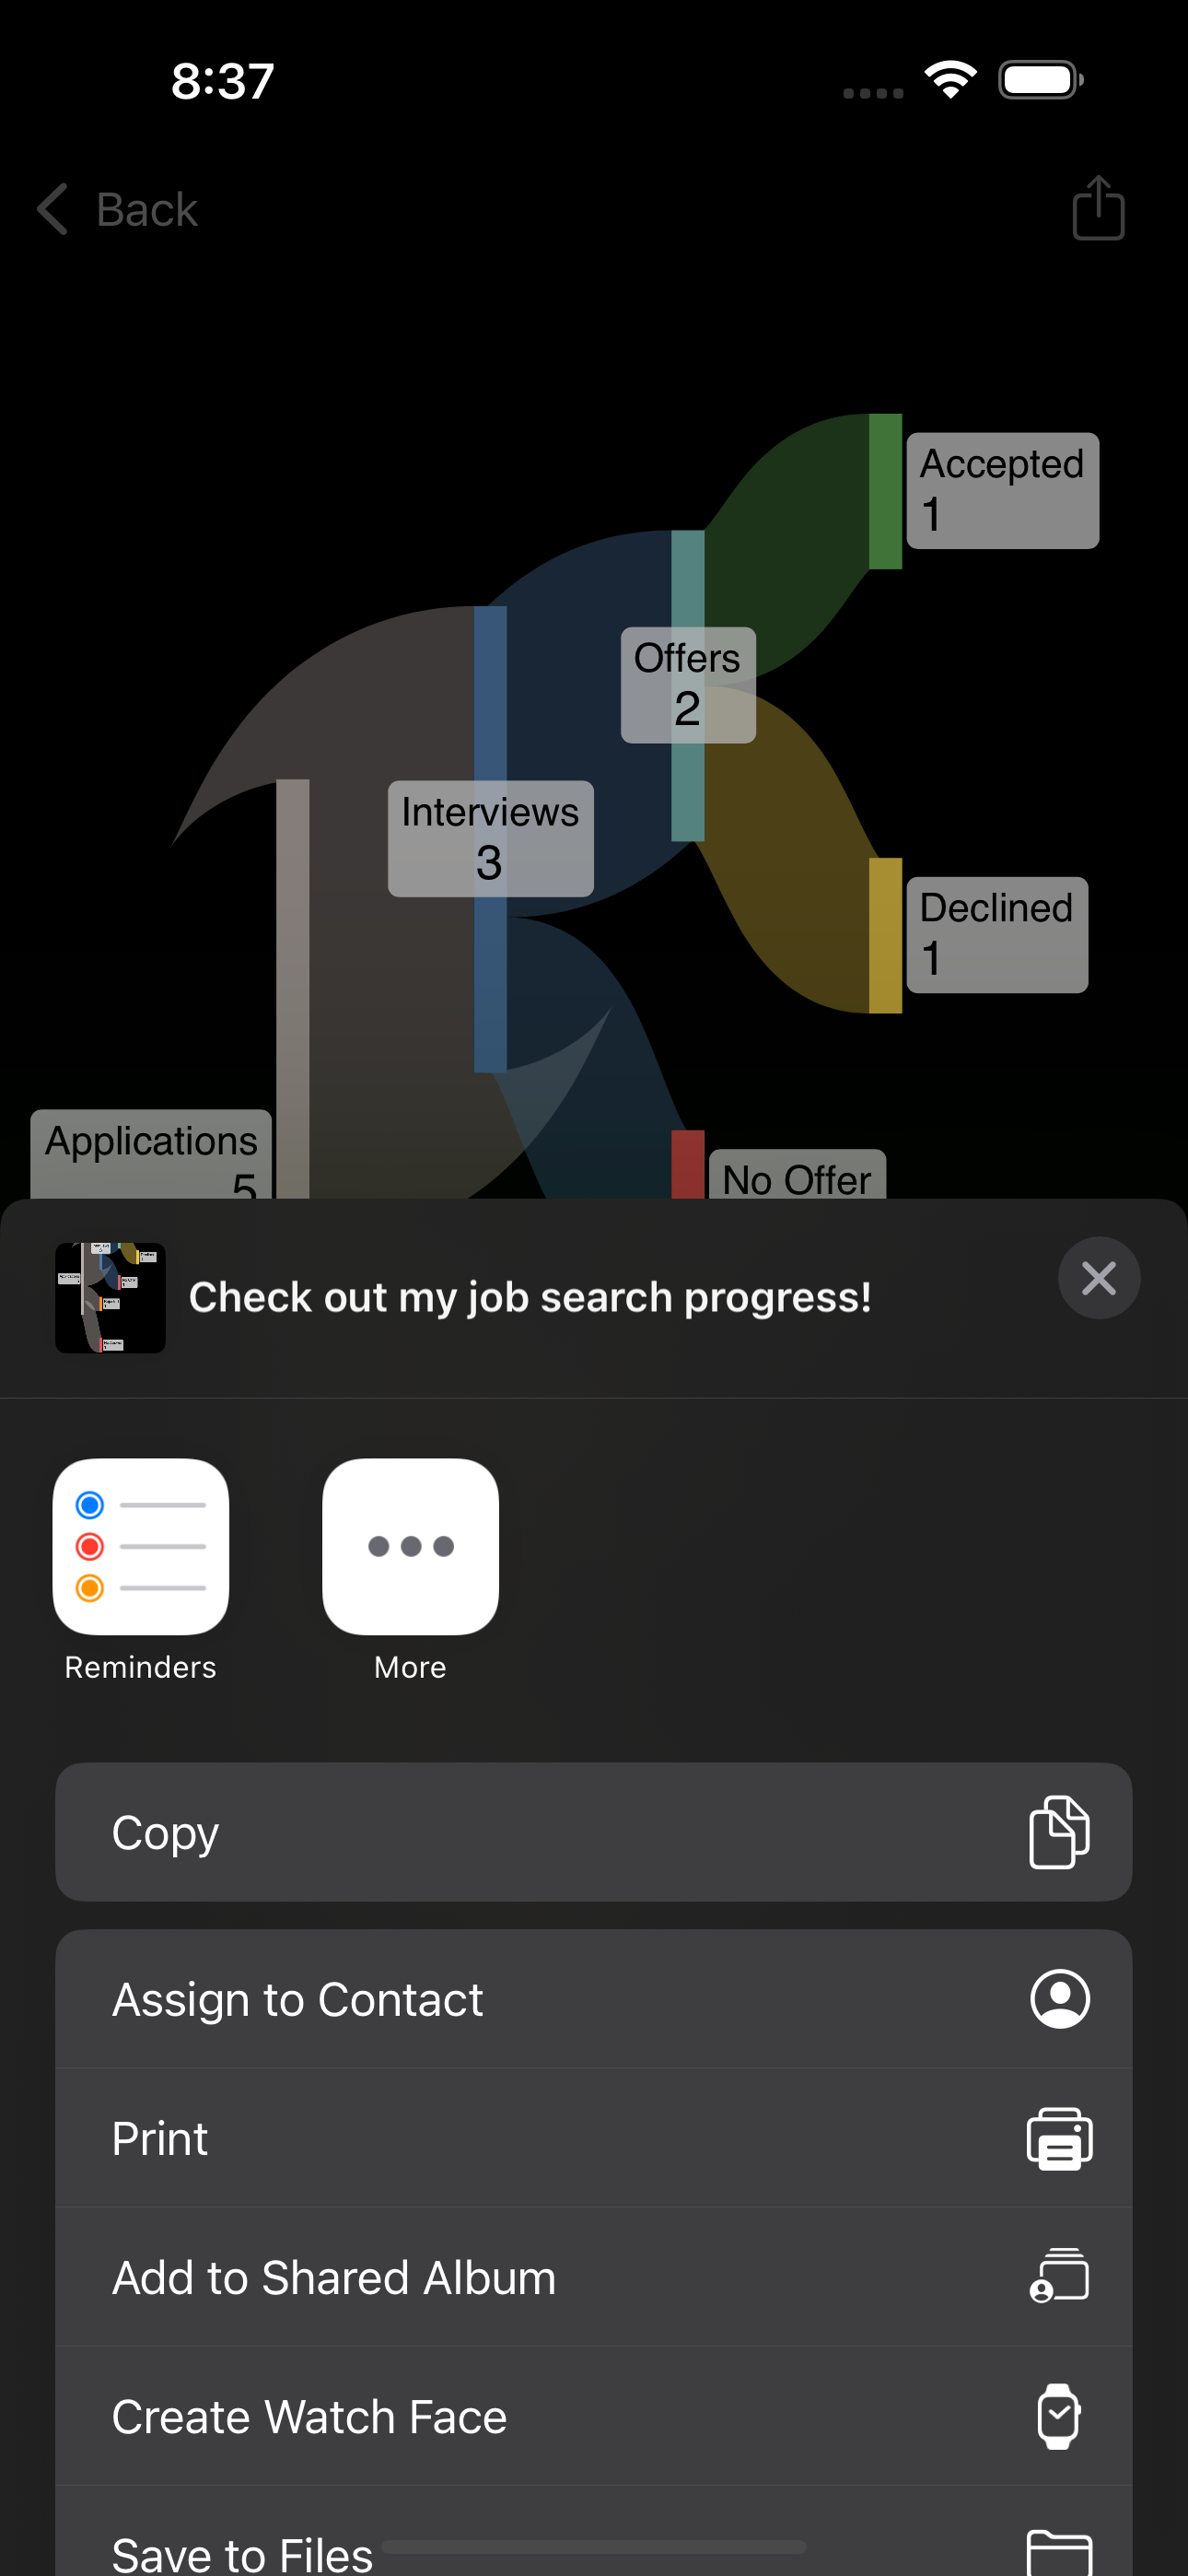 8:37
Back
Accepted
1
Offers
2
Interviews
3
Declined
1
Applications
5
No Offer
Check out my job search progress!
Reminders
More
Copy
Assign to Contact
Print
Add to Shared Album
Create Watch Face
Save to Files